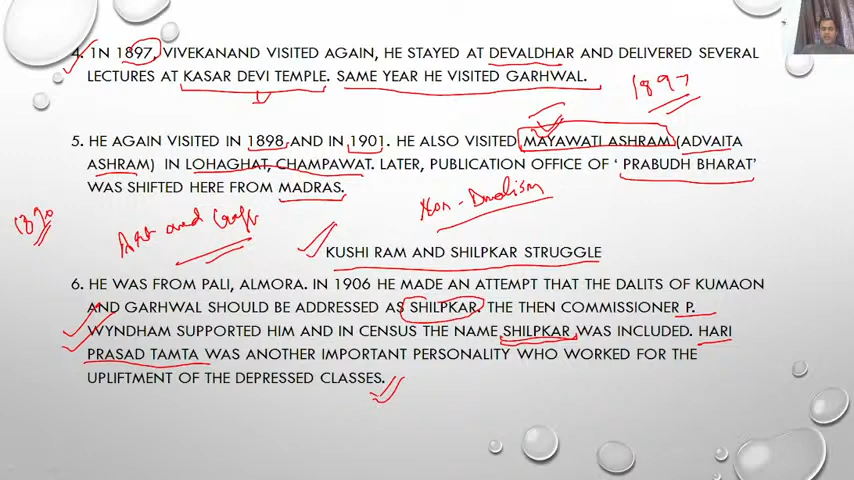 4. IN 1897, VIVEKANAND VISITED AGAIN, HE STAYED AT DEVALDHAR AND DELIVERED SEVERAL
LECTURES AT KASAR DEVI TEMPLE. SAME YEAR HE VISITED GARHWAL.
1897
5. HE AGAIN VISITED IN 1898 AND IN 1901. HE ALSO VISITED MAYAWATI ASHRAM (ADVAITA
ASHRAM) IN LOHAGHAT, CHAMPAWAT. LATER, PUBLICATION OFFICE OF ‘ PRABUDH BHARAT’
WAS SHIFTED HERE FROM MADRAS.
Non-Dualism
1890
Art and Craft
KUSHI RAM AND SHILPKAR STRUGGLE
6. HE WAS FROM PALI, ALMORA. IN 1906 HE MADE AN ATTEMPT THAT THE DALITS OF KUMAON
AND GARHWAL SHOULD BE ADDRESSED AS SHILPKAR. THE THEN COMMISSIONER P.
WYNDHAM SUPPORTED HIM AND IN CENSUS THE NAME SHILPKAR WAS INCLUDED. HARI
PRASAD TAMTA WAS ANOTHER IMPORTANT PERSONALITY WHO WORKED FOR THE
UPLIFTMENT OF THE DEPRESSED CLASSES.